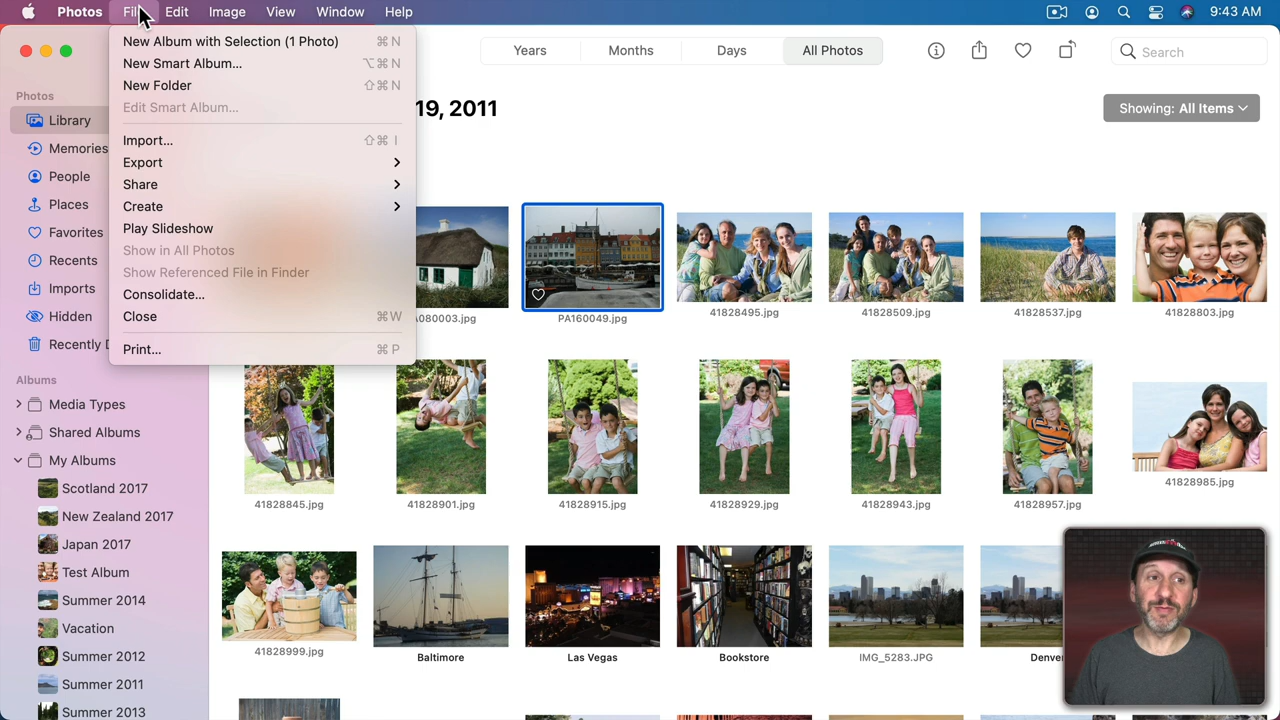 Photos File Edit Image View Window Help 9:43 AM
New Album with Selection (1 Photo) ⌘ N
New Smart Album... ⌥ ⌘ N
New Folder ⇧ ⌘ N
Edit Smart Album...
Import... ⇧ ⌘ I
Export
Share
Create
Play Slideshow
Show in All Photos
Show Referenced File in Finder
Consolidate...
Close ⌘ W
Print... ⌘ P
Years Months Days All Photos
Search
19, 2011
Showing: All Items
Photos
Library
Memories
People
Places
Favorites
Recents
Imports
Hidden
Recently
Albums
Media Types
Shared Albums
My Albums
Scotland 2017
New Zealand 2017
Japan 2017
Test Album
Summer 2014
Vacation
Summer 2012
Summer 2011
Summer 2013
080003.jpg PA160049.jpg 41828495.jpg 41828509.jpg 41828537.jpg 41828803.jpg
41828845.jpg 41828901.jpg 41828915.jpg 41828929.jpg 41828943.jpg 41828957.jpg 41828985.jpg
41828999.jpg Baltimore Las Vegas Bookstore IMG_5283.JPG Denve